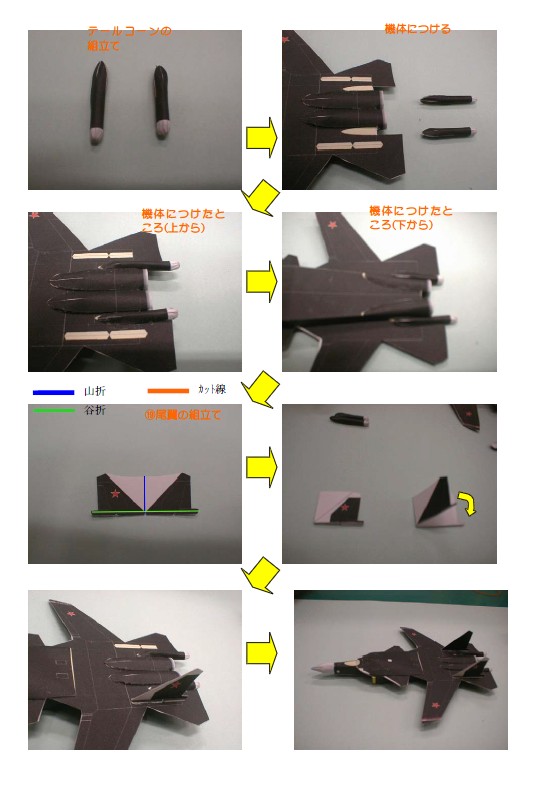 テールコーンの
組立て
機体につける
機体につけたと
ころ(上から)
機体につけたと
ころ(下から)
山折
カット線
谷折
⑩尾翼の組立て